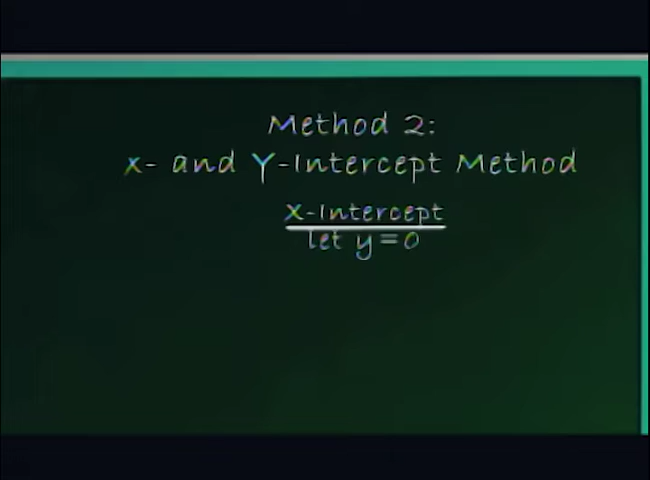 Method 2:
x- and Y-Intercept Method
X-Intercept
let y=0